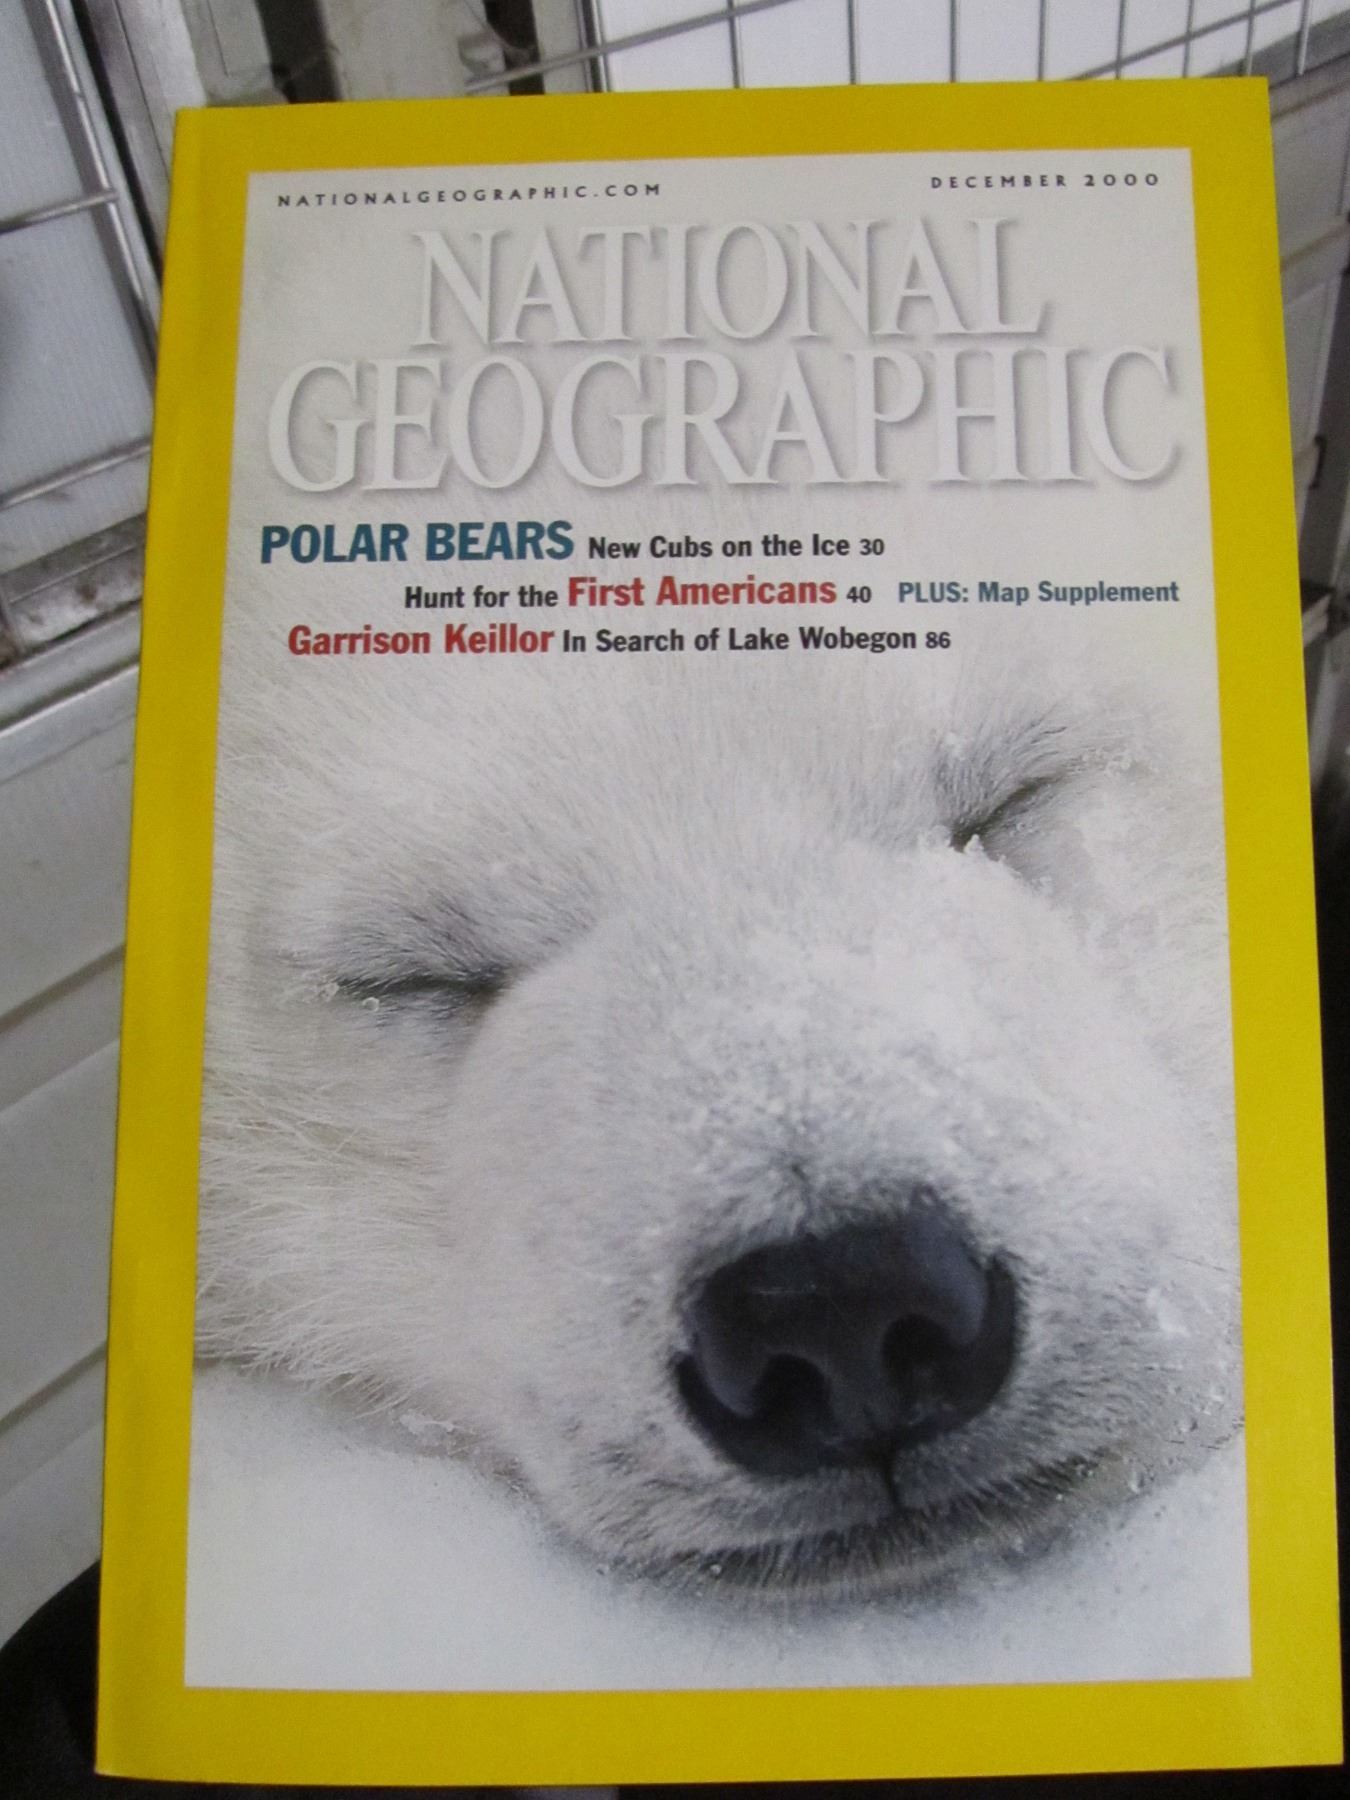 NATIONALGEOGRAPHIC.COM DECEMBER 2000
NATIONAL
GEOGRAPHIC
POLAR BEARS New Cubs on the Ice 30
Hunt for the First Americans 40 PLUS: Map Supplement
Garrison Keillor In Search of Lake Wobegon 86